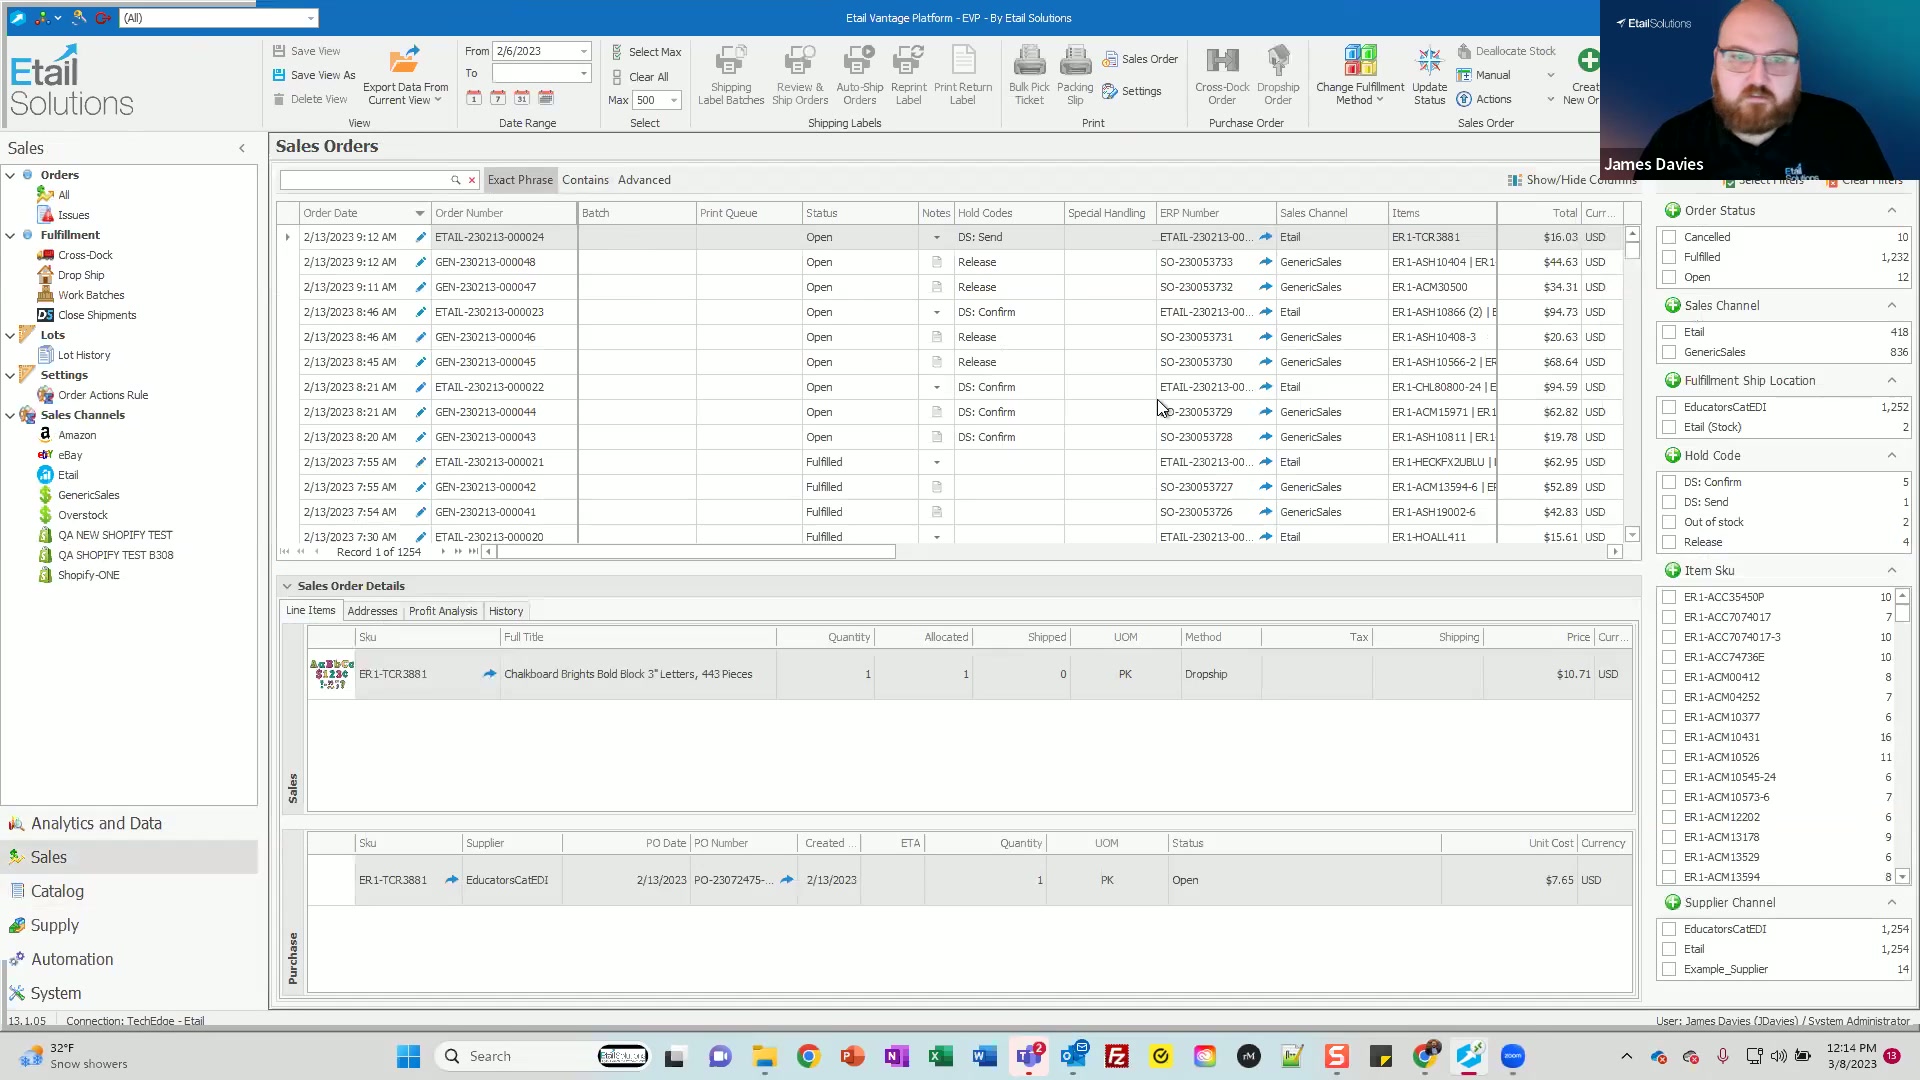 (All)
Etail Vantage Platform - EVP - By Etail Solutions
EtailSolutions
James Davies
Etail
Solutions
Save View
Save View As
Delete View
Export Data From
Current View
View
From 2/6/2023
To
1 7 31
Date Range
Select Max
Clear All
Max 500
Select
Shipping
Label Batches
Review &
Ship Orders
Auto-Ship
Orders
Reprint
Label
Print Return
Label
Shipping Labels
Bulk Pick
Ticket
Packing
Slip
Sales Order
Settings
Print
Cross-Dock
Order
Dropship
Order
Purchase Order
Change Fulfillment
Method
Update
Status
Deallocate Stock
Manual
Actions
Sales Order
Sales
Orders
All
Issues
Fulfillment
Cross-Dock
Drop Ship
Work Batches
Close Shipments
Lots
Lot History
Settings
Order Actions Rule
Sales Channels
Amazon
eBay
Etail
GenericSales
Overstock
QA NEW SHOPIFY TEST
QA SHOPIFY TEST B308
Shopify-ONE
Analytics and Data
Sales
Catalog
Supply
Automation
System
Sales Orders
Exact Phrase Contains Advanced
Show/Hide Columns
Order Date Order Number Batch Print Queue Status Notes Hold Codes Special Handling ERP Number Sales Channel Items Total Curr...
2/13/2023 9:12 AM ETAIL-230213-000024 Open DS: Send ETAIL-230213-00... Etail ER1-TCR3881 $16.03 USD
2/13/2023 9:12 AM GEN-230213-000048 Open Release SO-230053733 GenericSales ER1-ASH10404 | ER1- $44.63 USD
2/13/2023 9:11 AM GEN-230213-000047 Open Release SO-230053732 GenericSales ER1-ACM30500 $34.31 USD
2/13/2023 8:46 AM ETAIL-230213-000023 Open DS: Confirm ETAIL-230213-00... Etail ER1-ASH10866 (2) | E $94.73 USD
2/13/2023 8:46 AM GEN-230213-000046 Open Release SO-230053731 GenericSales ER1-ASH10408-3 $20.63 USD
2/13/2023 8:45 AM GEN-230213-000045 Open Release SO-230053730 GenericSales ER1-ASH10566-2 | ER $68.64 USD
2/13/2023 8:21 AM ETAIL-230213-000022 Open DS: Confirm ETAIL-230213-00... Etail ER1-CHL80800-24 | E $94.59 USD
2/13/2023 8:21 AM GEN-230213-000044 Open DS: Confirm SO-230053729 GenericSales ER1-ACM15971 | ER1 $62.82 USD
2/13/2023 8:20 AM GEN-230213-000043 Open DS: Confirm SO-230053728 GenericSales ER1-ASH10811 | ER1- $19.78 USD
2/13/2023 7:55 AM ETAIL-230213-000021 Fulfilled ETAIL-230213-00... Etail ER1-HECKFX2UBLU | $62.95 USD
2/13/2023 7:55 AM GEN-230213-000042 Fulfilled SO-230053727 GenericSales ER1-ACM13594-6 | EF $52.89 USD
2/13/2023 7:54 AM GEN-230213-000041 Fulfilled SO-230053726 GenericSales ER1-ASH19002-6 $42.83 USD
2/13/2023 7:30 AM ETAIL-230213-000020 Fulfilled ETAIL-230213-00... Etail ER1-HOALL411 $15.61 USD
Record 1 of 1254
Sales Order Details
Line Items Addresses Profit Analysis History
Sku Full Title Quantity Allocated Shipped UOM Method Tax Shipping Price Curr...
ER1-TCR3881 Chalkboard Brights Bold Block 3" Letters, 443 Pieces 1 1 0 PK Dropship $10.71 USD
Sales
Sku Supplier PO Date PO Number Created ... ETA Quantity UOM Status Unit Cost Currency
ER1-TCR3881 EducatorsCatEDI 2/13/2023 PO-23072475-... 2/13/2023 1 PK Open $7.65 USD
Purchase
Order Status
Cancelled 10
Fulfilled 1,232
Open 12
Sales Channel
Etail 418
GenericSales 836
Fulfillment Ship Location
EducatorsCatEDI 1,252
Etail (Stock) 2
Hold Code
DS: Confirm 5
DS: Send 1
Out of stock 2
Release 4
Item Sku
ER1-ACC35450P 10
ER1-ACC7074017 7
ER1-ACC7074017-3 10
ER1-ACC74736E 10
ER1-ACM00412 8
ER1-ACM04252 7
ER1-ACM10377 6
ER1-ACM10431 16
ER1-ACM10526 11
ER1-ACM10545-24 6
ER1-ACM10573-6 7
ER1-ACM12202 6
ER1-ACM13178 9
ER1-ACM13529 6
ER1-ACM13594 8
Supplier Channel
EducatorsCatEDI 1,254
Etail 1,254
Example_Supplier 14
13.1.05 Connection: TechEdge - Etail
User: James Davies (JDavies) / System Administrator
32°F
Snow showers
Search
12:14 PM
3/8/2023
13